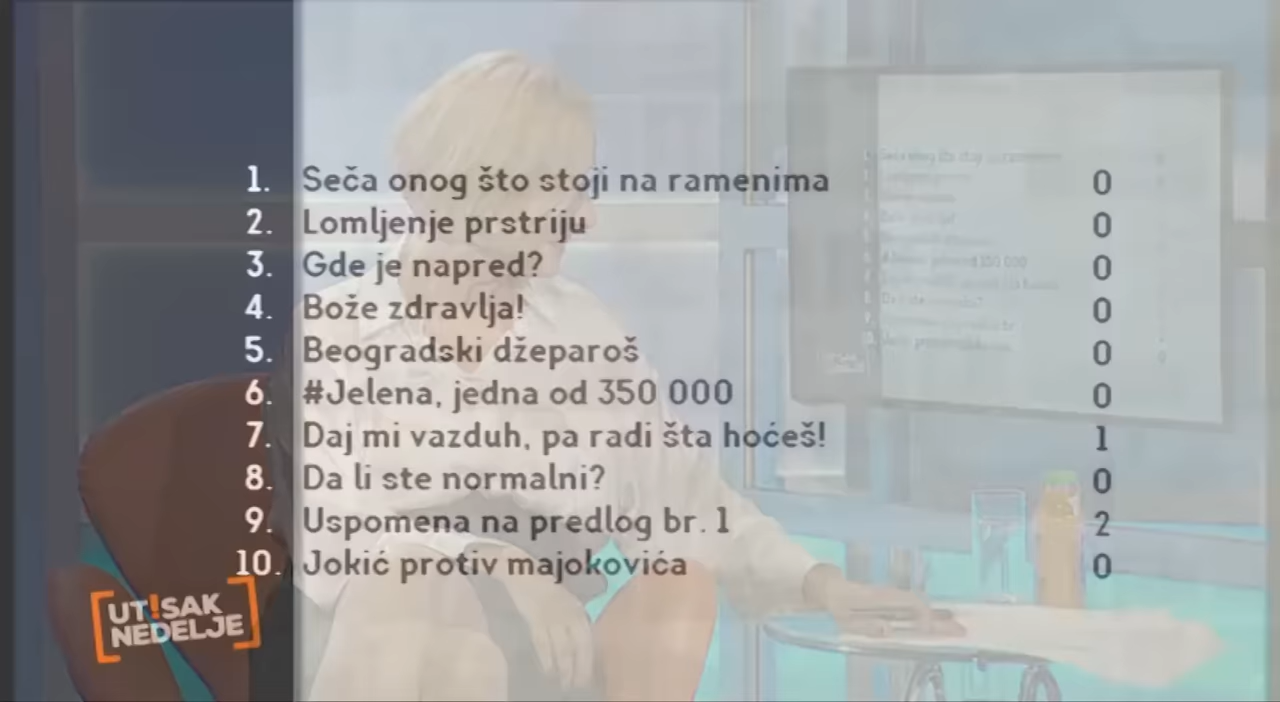 1. Seča onog što stoji na ramenima 0
2. Lomljenje prstriju 0
3. Gde je napred? 0
4. Bože zdravlja! 0
5. Beogradski džeparoš 0
6. #Jelena, jedna od 350 000 0
7. Daj mi vazduh, pa radi šta hoćeš! 1
8. Da li ste normalni? 0
9. Uspomena na predlog br. 1 2
10. Jokić protiv majokovića 0
UT!SAK
NEDELJE